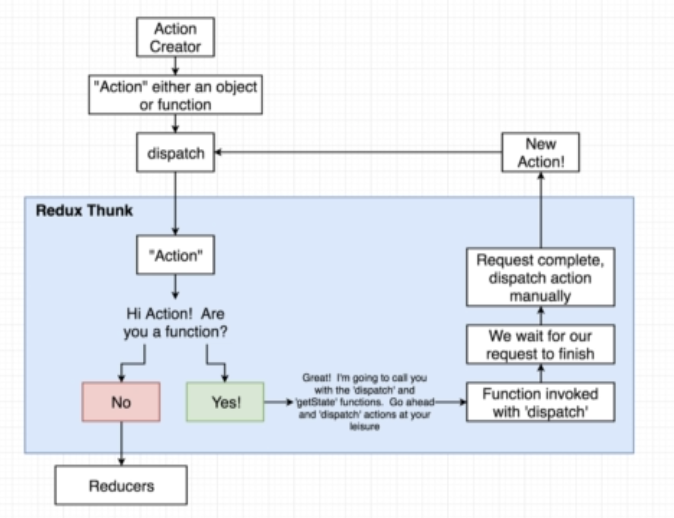 Action
Creator
"Action" either an object
or function
dispatch
New
Action!
Redux Thunk
"Action"
Request complete,
dispatch action
manually
Hi Action! Are
you a function?
We wait for our
request to finish
No
Yes!
Great! I'm going to call you
with the 'dispatch' and
'getState' functions. Go ahead
and 'dispatch' actions at your
leisure
Function invoked
with 'dispatch'
Reducers